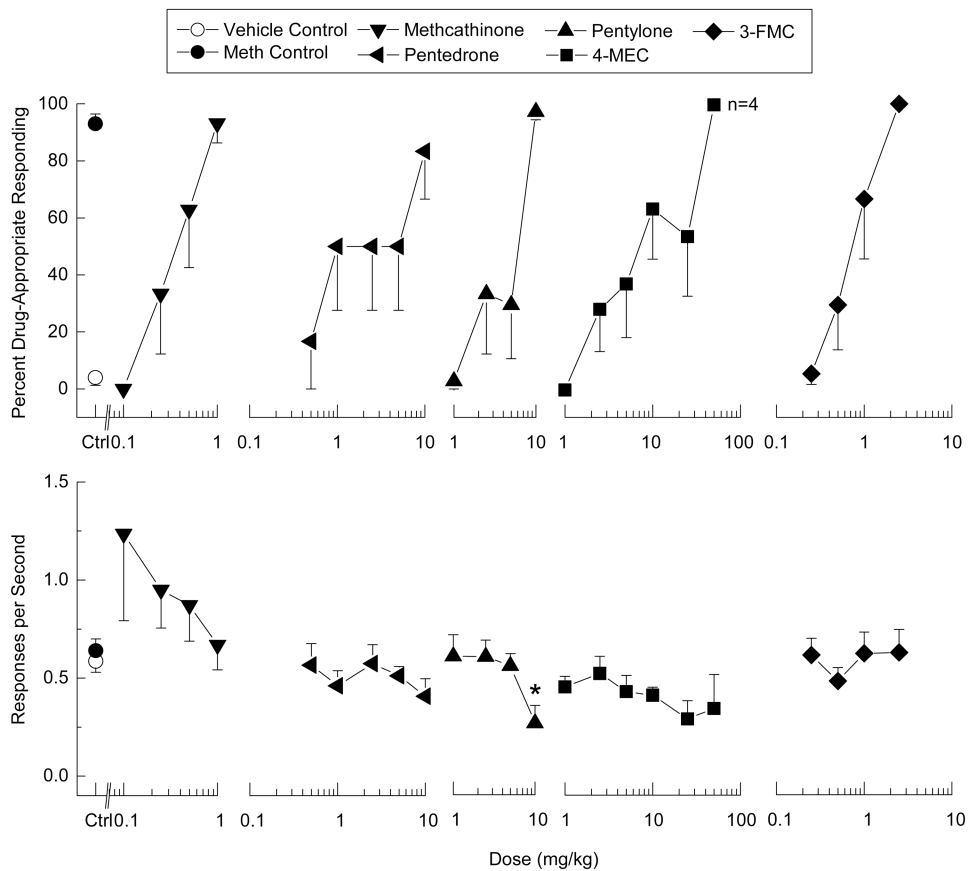 Vehicle Control Methcathinone Pentylone 3-FMC
Meth Control Pentedrone 4-MEC
Percent Drug-Appropriate Responding
100
80
60
40
20
0
n=4
Ctrl 0.1 1 0.1 1 10 1 10 1 10 100 0.1 1 10
Responses per Second
1.5
1.0
0.5
0.0
*
Ctrl 0.1 1 0.1 1 10 1 10 1 10 100 0.1 1 10
Dose (mg/kg)